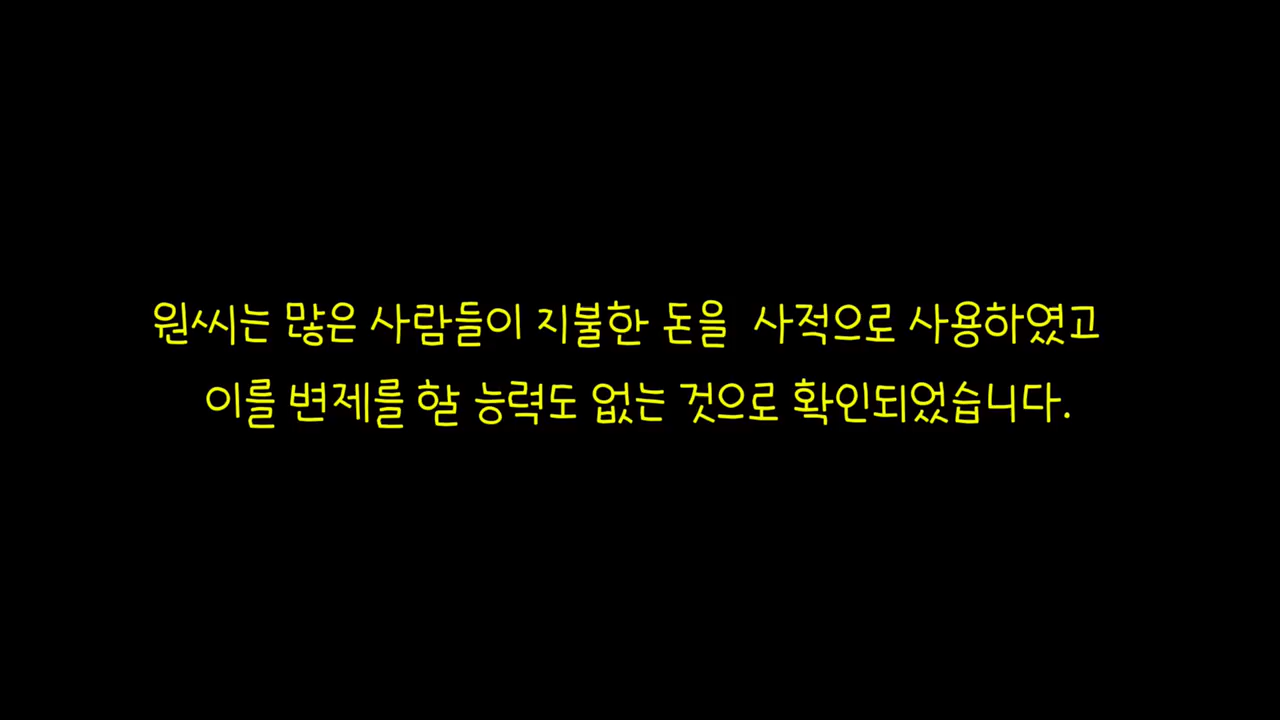 원씨는 많은 사람들이 지불한 돈을 사적으로 사용하였고
이를 변제를 할 능력도 없는 것으로 확인되었습니다.